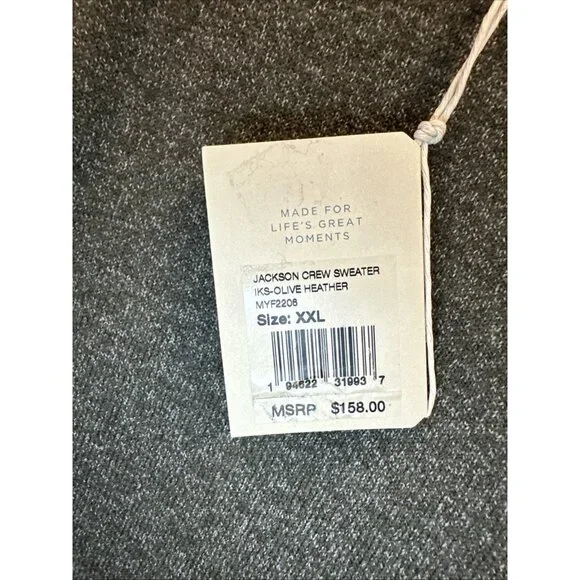 MADE FOR
LIFE'S GREAT
MOMENTS
JACKSON CREW SWEATER
IKS-OLIVE HEATHER
MYF2206
Size: XXL
1 94622 31993 7
MSRP $158.00